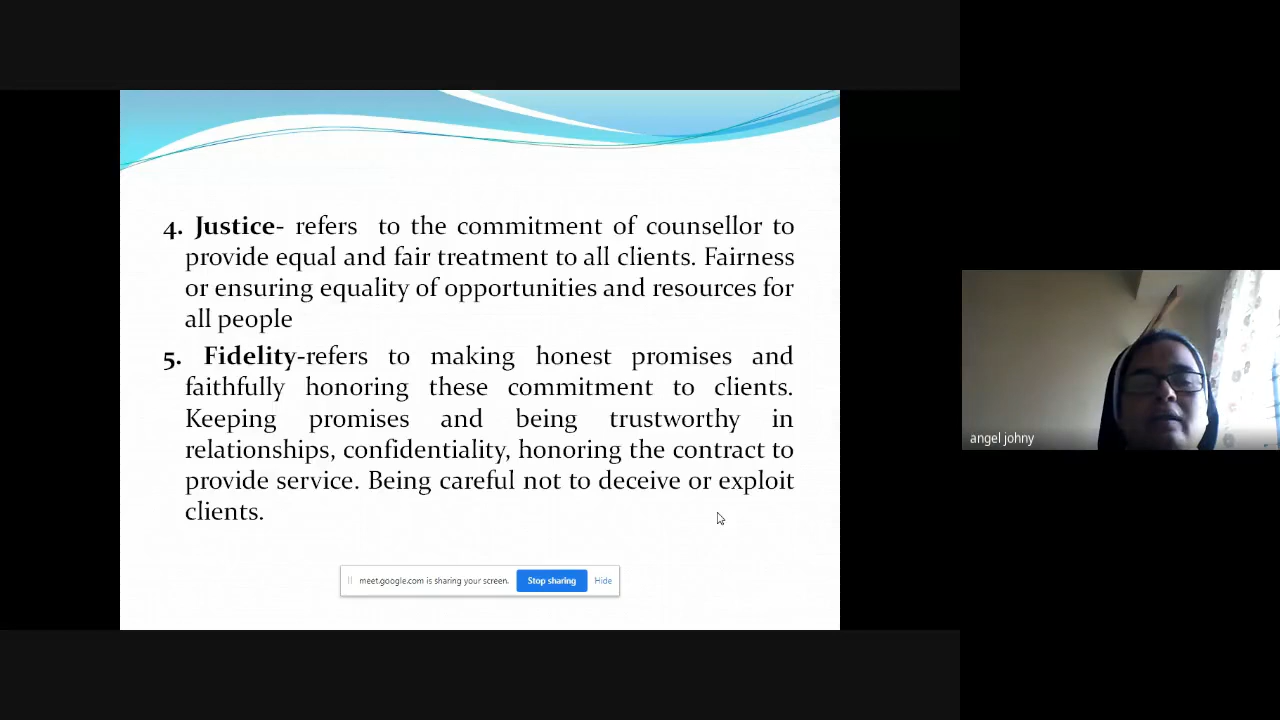 4. Justice- refers to the commitment of counsellor to
provide equal and fair treatment to all clients. Fairness
or ensuring equality of opportunities and resources for
all people
5. Fidelity-refers to making honest promises and
faithfully honoring these commitment to clients.
Keeping promises and being trustworthy in
relationships, confidentiality, honoring the contract to
provide service. Being careful not to deceive or exploit
clients.
meet.google.com is sharing your screen. Stop sharing Hide
angel johny